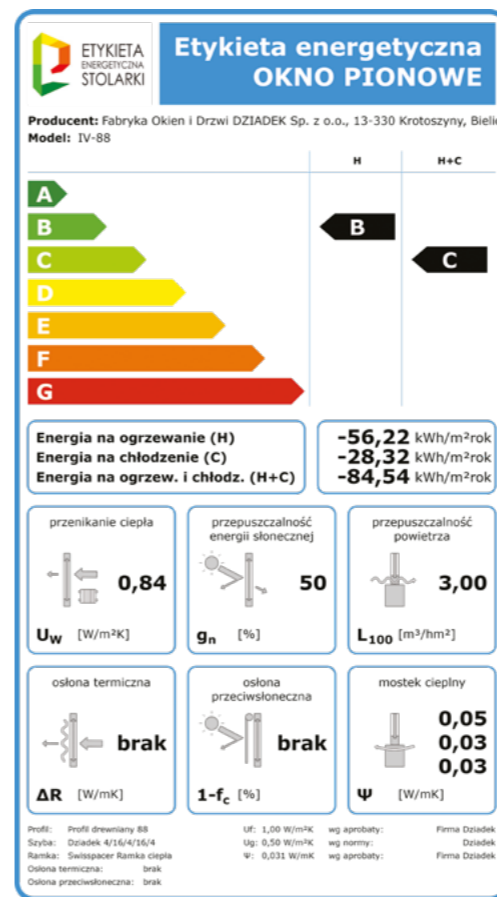 ETYKIETA
ENERGETYCZNA
STOLARKI
Etykieta energetyczna
OKNO PIONOWE
Producent: Fabryka Okien i Drzwi DZIADEK Sp. z o.o., 13-330 Krotoszyny, Bielic
Model: IV-88
H H+C
A
B B
C C
D
E
F
G
Energia na ogrzewanie (H) -56,22 kWh/m²rok
Energia na chłodzenie (C) -28,32 kWh/m²rok
Energia na ogrzew. i chłodz. (H+C) -84,54 kWh/m²rok
przenikanie ciepła
0,84
Uw [W/m²K]
przepuszczalność
energii słonecznej
50
gn [%]
przepuszczalność
powietrza
3,00
L100 [m³/hm²]
osłona termiczna
brak
ΔR [W/mK]
osłona
przeciwsłoneczna
brak
1-fc [%]
mostek cieplny
0,05
0,03
0,03
Ψ [W/mK]
Profil: Profil drewniany 88 Uf: 1,00 W/m²K wg aprobaty: Firma Dziadek
Szyba: Dziadek 4/16/4/16/4 Ug: 0,50 W/m²K wg normy: Dziadek
Ramka: Swisspacer Ramka ciepła Ψ: 0,031 W/mK wg aprobaty: Firma Dziadek
Osłona termiczna: brak
Osłona przeciwsłoneczna: brak